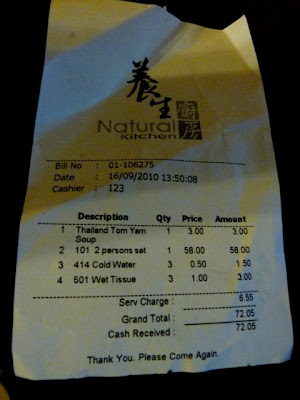 養生廚房
Natural
Kitchen
Bill No : 01-106275
Date : 16/09/2010 13:50:08
Cashier : 123
Description Qty Price Amount
1 Thailand Tom Yam Soup 1 3.00 3.00
2 101 2 persons set 1 58.00 58.00
3 414 Cold Water 3 0.50 1.50
4 501 Wet Tissue 3 1.00 3.00
Serv Charge : 6.55
Grand Total : 72.05
Cash Received : 72.05
Thank You. Please Come Again.